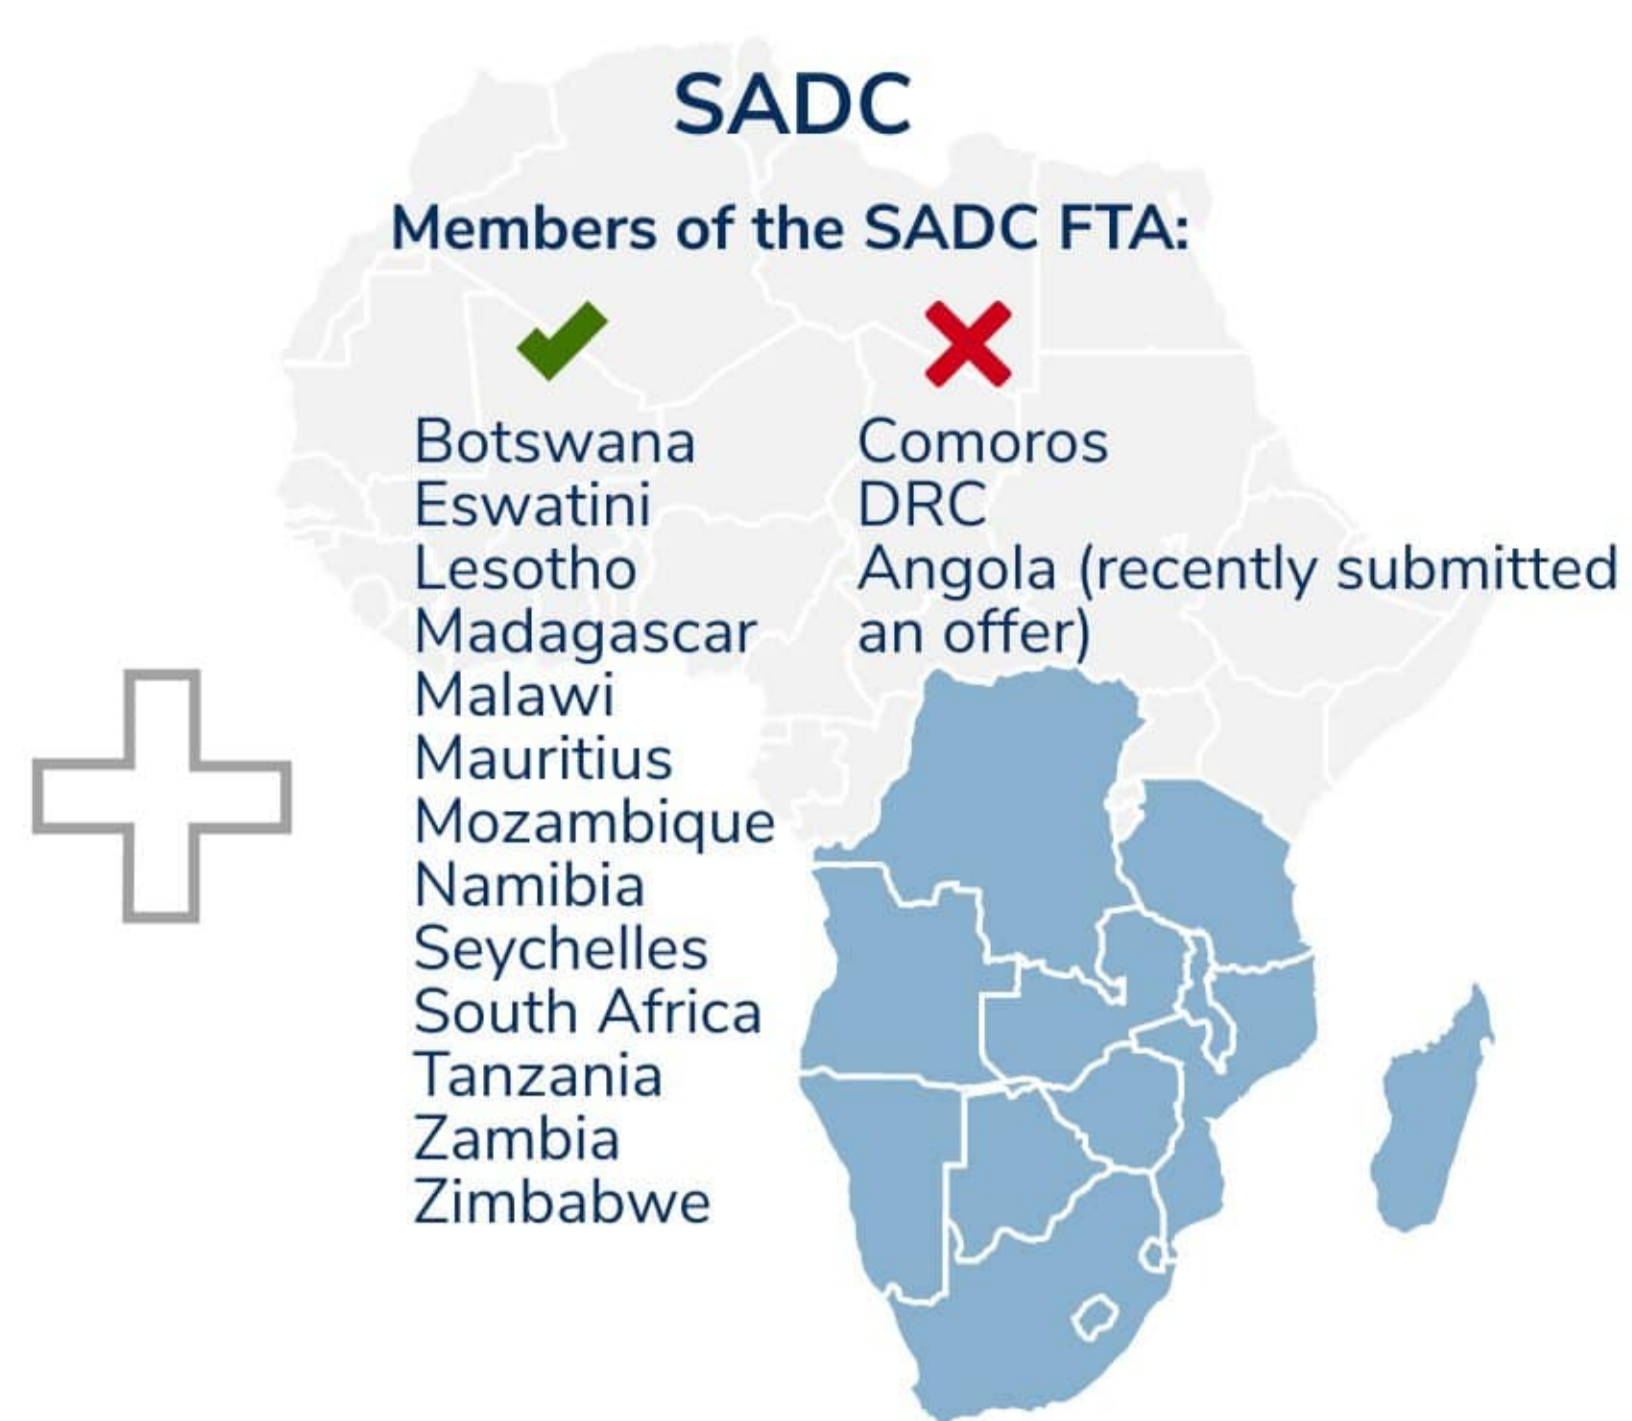 SADC
Members of the SADC FTA:
Botswana
Eswatini
Lesotho
Madagascar
Malawi
Mauritius
Mozambique
Namibia
Seychelles
South Africa
Tanzania
Zambia
Zimbabwe
Comoros
DRC
Angola (recently submitted
an offer)